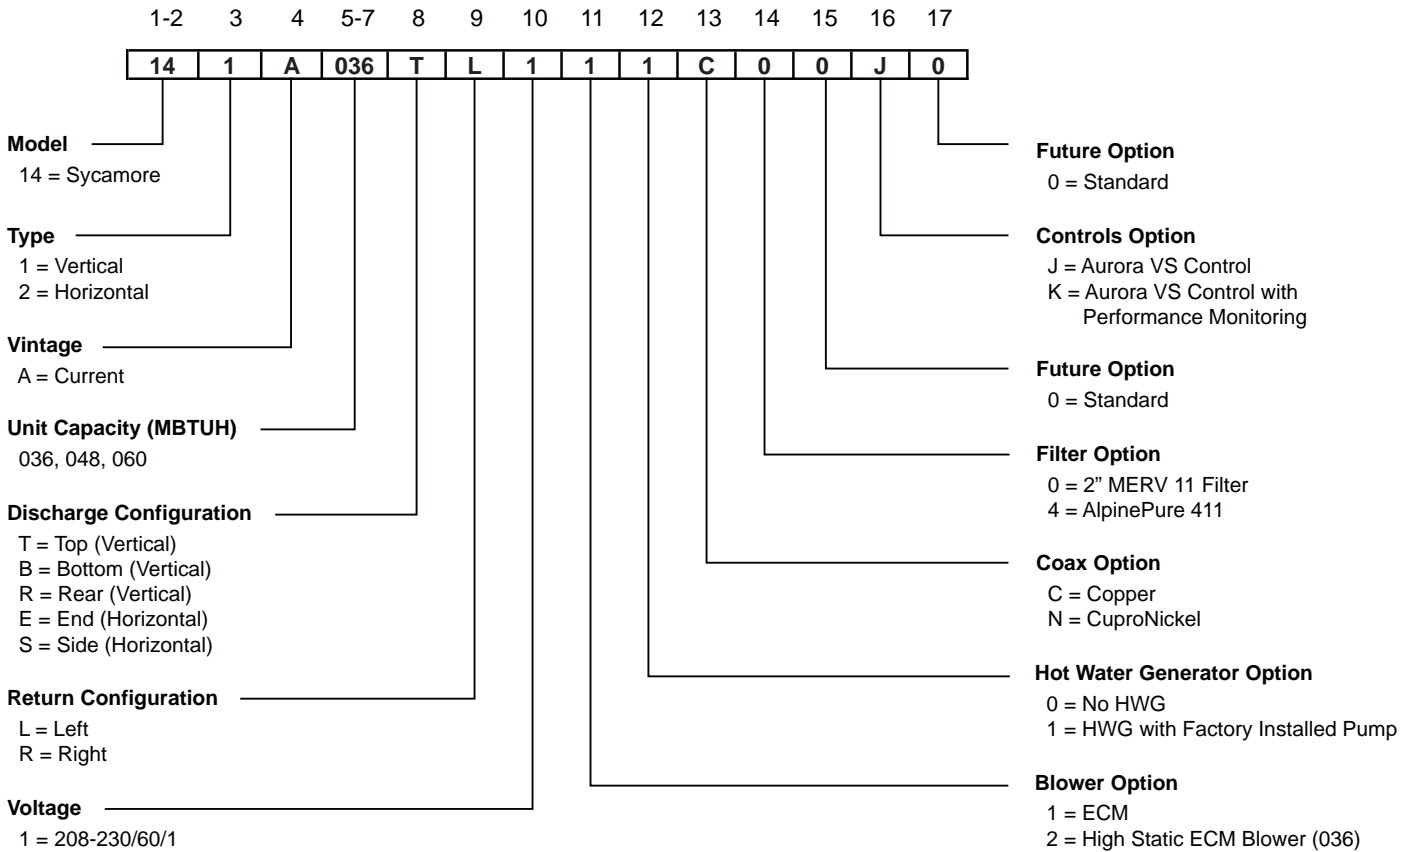 1-2 3 4 5-7 8 9 10 11 12 13 14 15 16 17
14 1 A 036 T L 1 1 1 C 0 0 J 0
Model
14 = Sycamore
Type
1 = Vertical
2 = Horizontal
Vintage
A = Current
Unit Capacity (MBTUH)
036, 048, 060
Discharge Configuration
T = Top (Vertical)
B = Bottom (Vertical)
R = Rear (Vertical)
E = End (Horizontal)
S = Side (Horizontal)
Return Configuration
L = Left
R = Right
Voltage
1 = 208-230/60/1
Future Option
0 = Standard
Controls Option
J = Aurora VS Control
K = Aurora VS Control with
Performance Monitoring
Future Option
0 = Standard
Filter Option
0 = 2” MERV 11 Filter
4 = AlpinePure 411
Coax Option
C = Copper
N = CuproNickel
Hot Water Generator Option
0 = No HWG
1 = HWG with Factory Installed Pump
Blower Option
1 = ECM
2 = High Static ECM Blower (036)